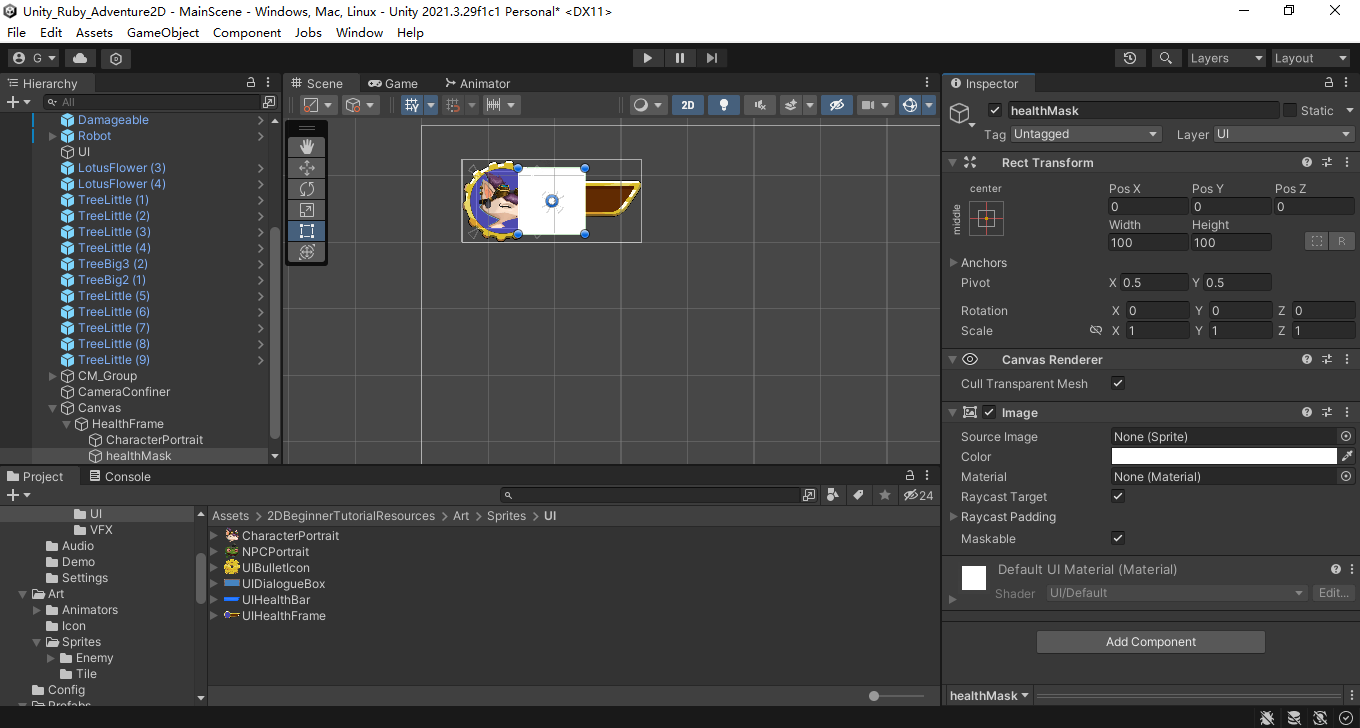 Unity_Ruby_Adventure2D - MainScene - Windows, Mac, Linux - Unity 2021.3.29f1c1 Personal* <DX11>
File Edit Assets GameObject Component Jobs Window Help
G Layers Layout
Hierarchy
All
Damageable
Robot
UI
LotusFlower (3)
LotusFlower (4)
TreeLittle (1)
TreeLittle (2)
TreeLittle (3)
TreeLittle (4)
TreeBig3 (2)
TreeBig2 (1)
TreeLittle (5)
TreeLittle (6)
TreeLittle (7)
TreeLittle (8)
TreeLittle (9)
CM_Group
CameraConfiner
Canvas
HealthFrame
CharacterPortrait
healthMask
Scene Game Animator
2D
Inspector
healthMask Static
Tag Untagged Layer UI
Rect Transform
center
middle
Pos X Pos Y Pos Z
0 0 0
Width Height
100 100 R
Anchors
Pivot X 0.5 Y 0.5
Rotation X 0 Y 0 Z 0
Scale X 1 Y 1 Z 1
Canvas Renderer
Cull Transparent Mesh
Image
Source Image None (Sprite)
Color
Material None (Material)
Raycast Target
Raycast Padding
Maskable
Default UI Material (Material)
Shader UI/Default Edit...
Add Component
healthMask
Project Console
24
UI
VFX
Audio
Demo
Settings
Art
Animators
Icon
Sprites
Enemy
Tile
Config
Prefabs
Assets > 2DBeginnerTutorialResources > Art > Sprites > UI
CharacterPortrait
NPCPortrait
UIBulletIcon
UIDialogueBox
UIHealthBar
UIHealthFrame